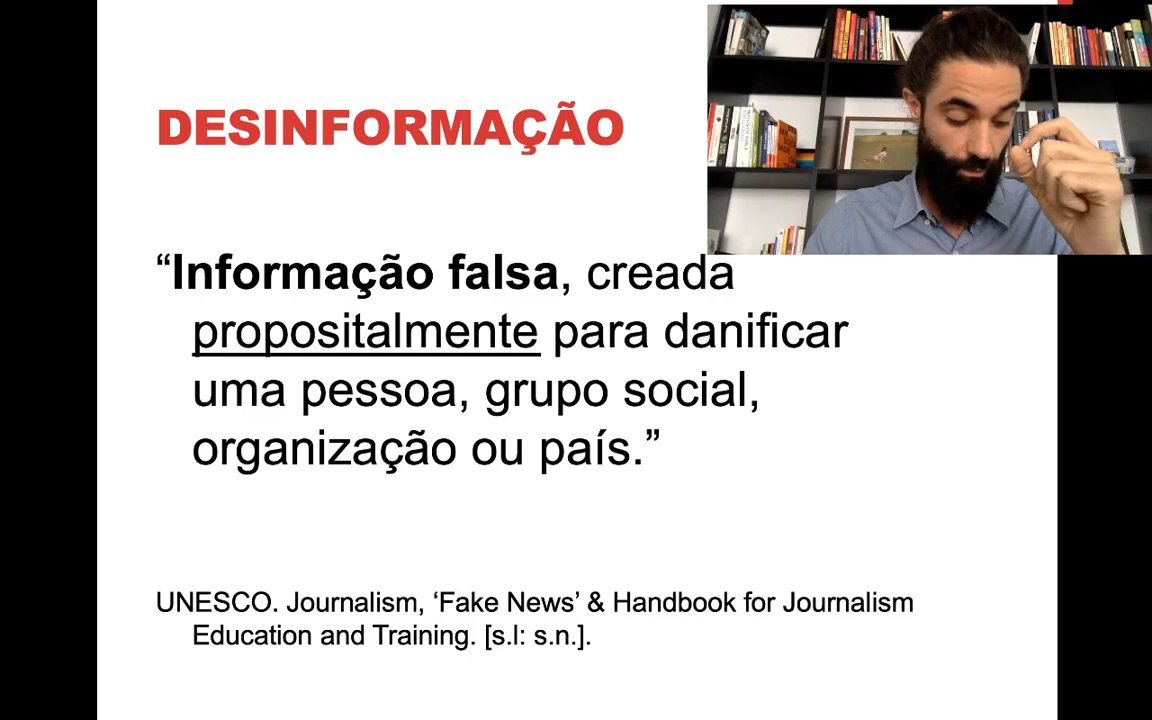 DESINFORMAÇÃO
“Informação falsa, creada
propositalmente para danificar
uma pessoa, grupo social,
organização ou país.”
UNESCO. Journalism, ‘Fake News’ & Handbook for Journalism
Education and Training. [s.l: s.n.].